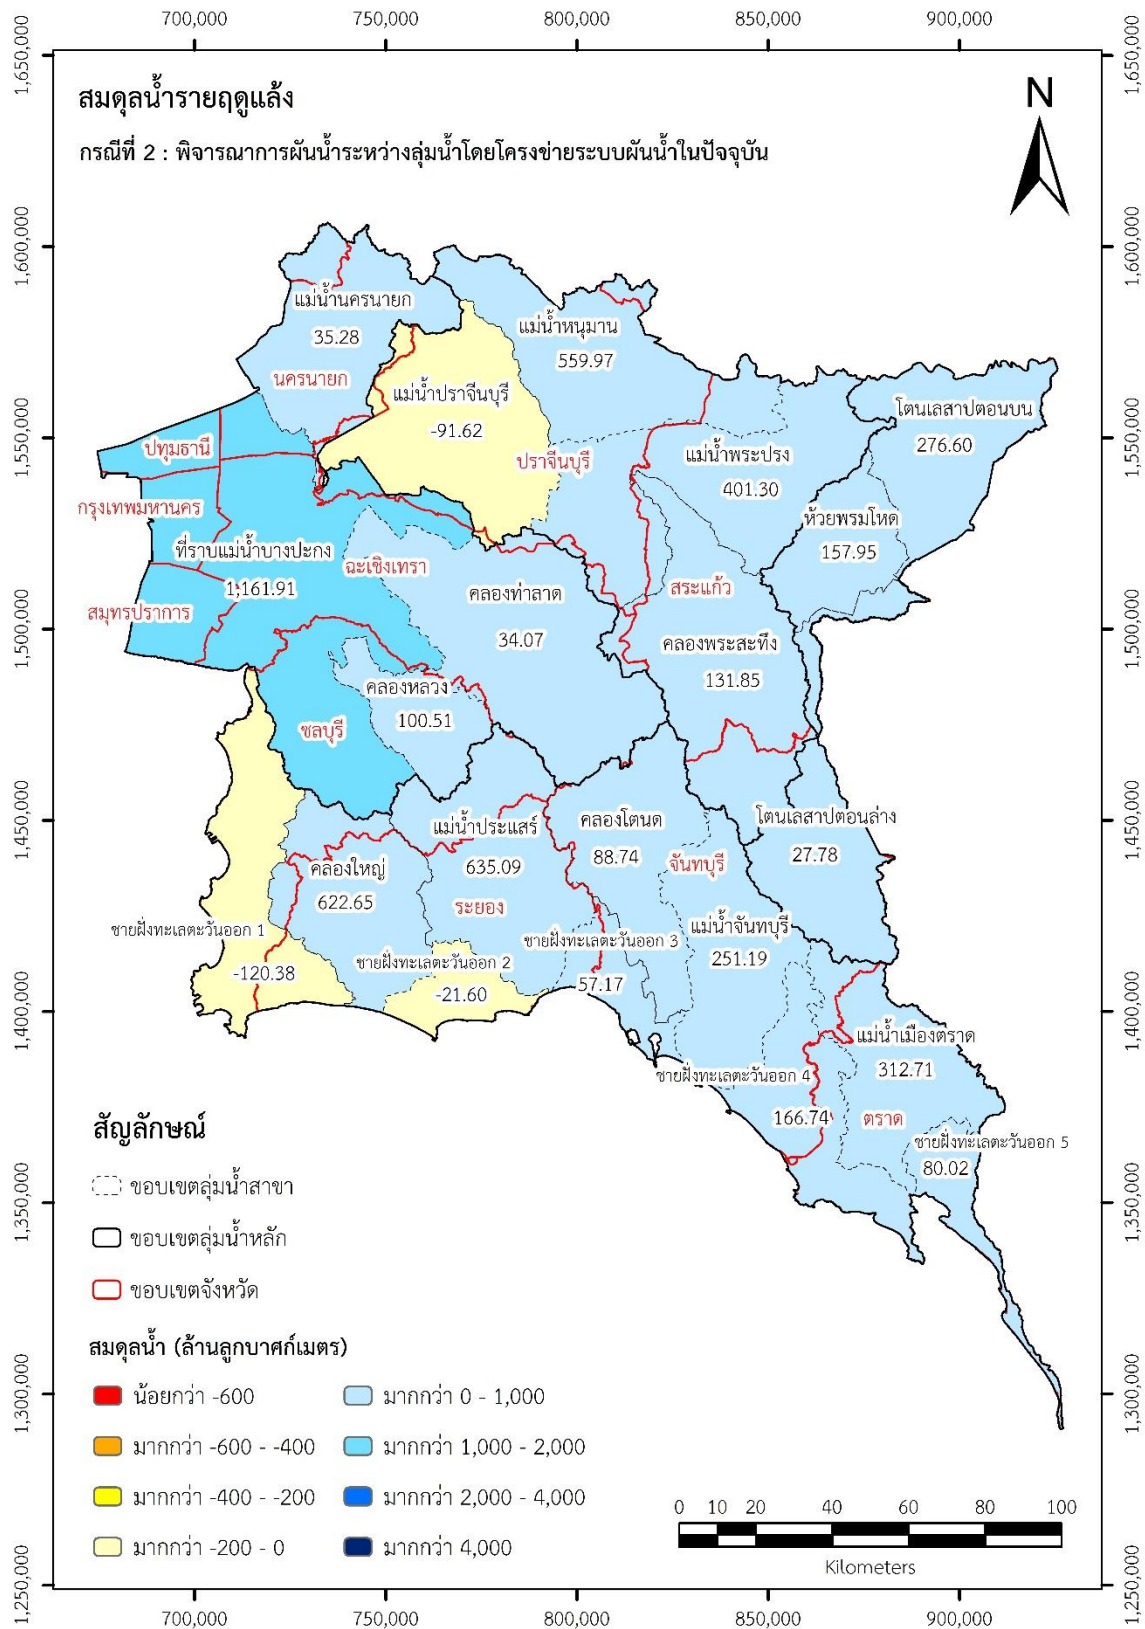 700,000
750,000
800,000
850,000
900,000
1,650,000
1,650,000
สมดุลน้ำรายฤดูแล้ง
N
กรณีที่ 2 : พิจารณาการผันน้ำระหว่างลุ่มน้ำโดยโครงข่ายระบบผันน้ำในปัจจุบัน
1,600,000
1,600,000
แม่น้ำนครนายก
35.28
แม่น้ำหนุมาน
559.97
นครนายก
แม่น้ำปราจีนบุรี
-91.62
โตนเลสาปตอนบน
276.60
1,550,000
1,550,000
ปทุมธานี
ปราจีนบุรี
แม่น้ำพระปรง
401.30
กรุงเทพมหานคร
ห้วยพรมโหด
157.95
ที่ราบแม่น้ำบางปะกง
1,161.91
ฉะเชิงเทรา
คลองท่าลาด
34.07
สระแก้ว
สมุทรปราการ
1,500,000
1,500,000
คลองพระสะทึง
131.85
คลองหลวง
100.51
ชลบุรี
1,450,000
1,450,000
แม่น้ำประแสร์
635.09
คลองโตนด
88.74
โตนเลสาปตอนล่าง
27.78
คลองใหญ่
622.65
จันทบุรี
ระยอง
ชายฝั่งทะเลตะวันออก 1
-120.38
ชายฝั่งทะเลตะวันออก 2
-21.60
ชายฝั่งทะเลตะวันออก 3
57.17
แม่น้ำจันทบุรี
251.19
1,400,000
1,400,000
แม่น้ำเมืองตราด
312.71
ชายฝั่งทะเลตะวันออก 4
166.74
ตราด
ชายฝั่งทะเลตะวันออก 5
80.02
สัญลักษณ์
ขอบเขตลุ่มน้ำสาขา
1,350,000
1,350,000
ขอบเขตลุ่มน้ำหลัก
ขอบเขตจังหวัด
สมดุลน้ำ (ล้านลูกบาศก์เมตร)
1,300,000
1,300,000
น้อยกว่า -600
มากกว่า 0 - 1,000
มากกว่า -600 - -400
มากกว่า 1,000 - 2,000
มากกว่า -400 - -200
มากกว่า 2,000 - 4,000
มากกว่า -200 - 0
มากกว่า 4,000
0 10 20 40 60 80 100
Kilometers
1,250,000
1,250,000
700,000
750,000
800,000
850,000
900,000